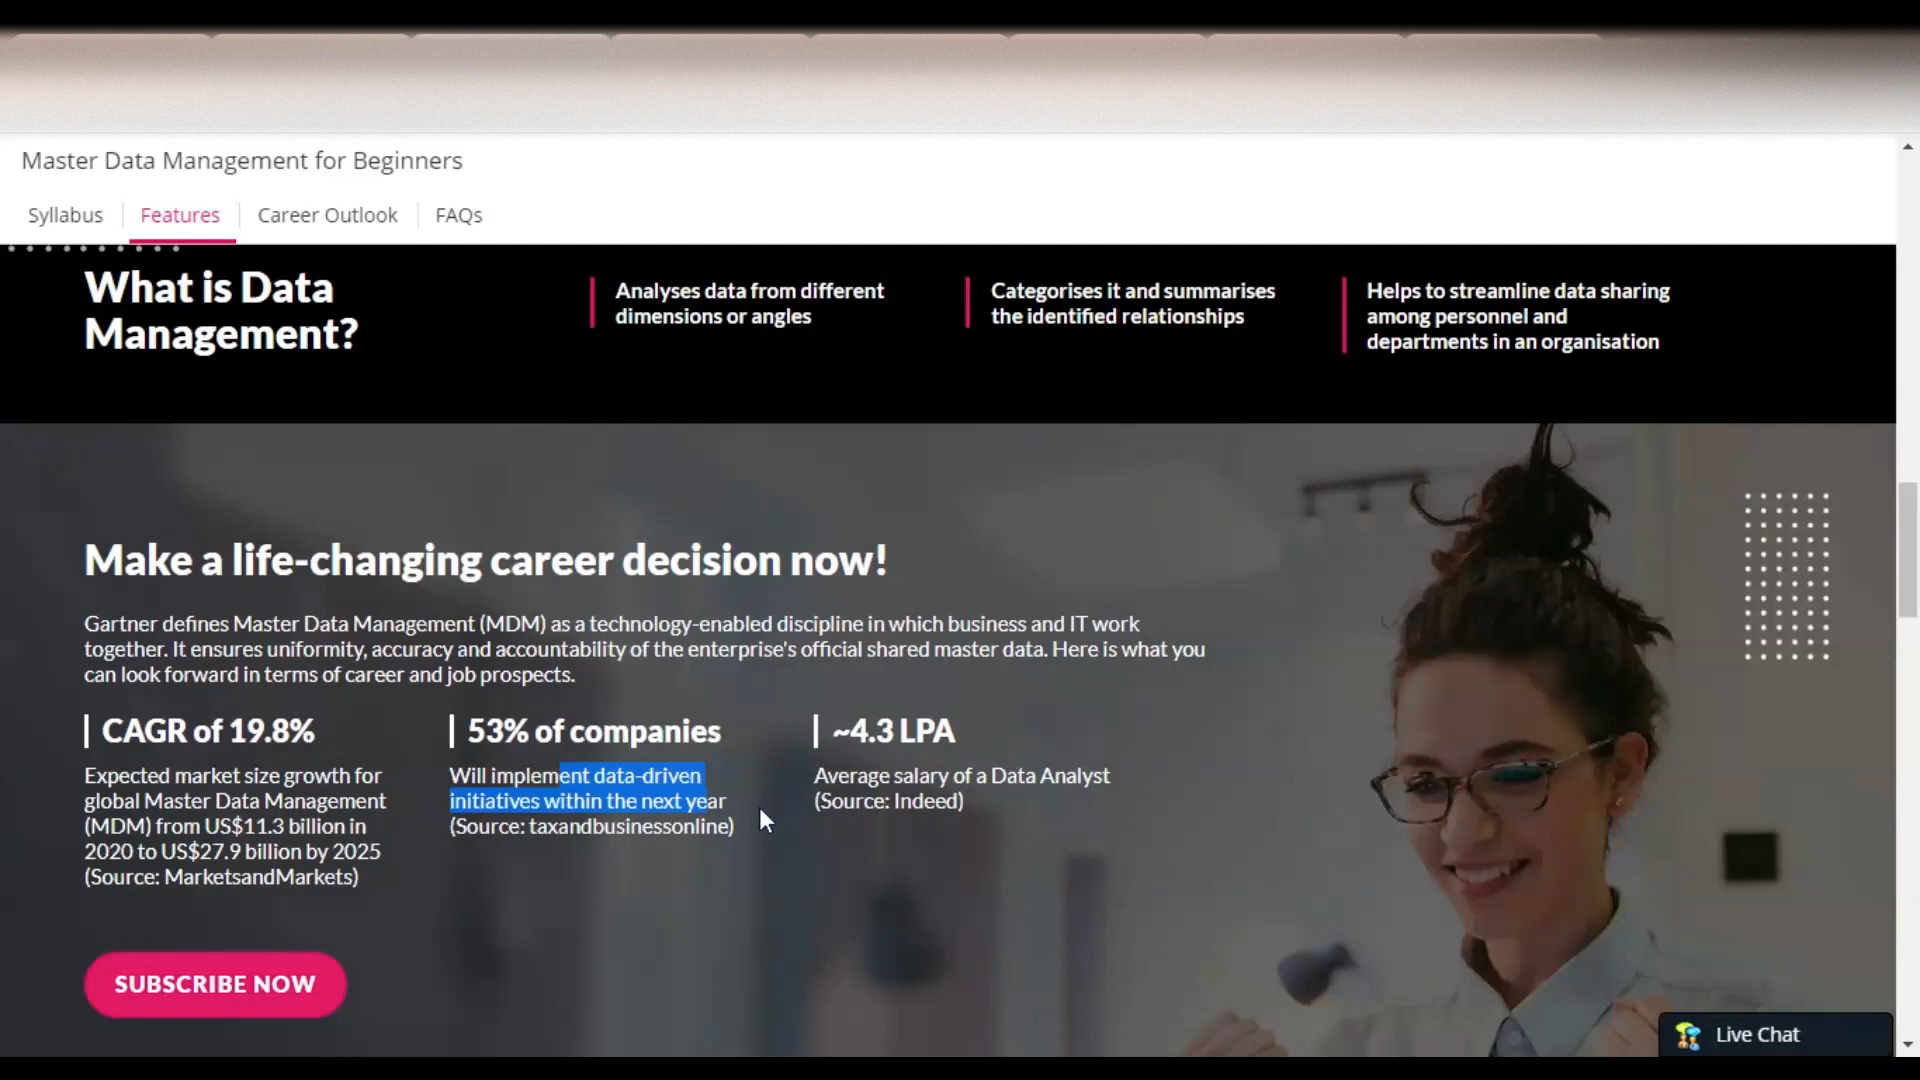 Master Data Management for Beginners
Syllabus
Features
Career Outlook
FAQs
What is Data
Management?
Analyses data from different
dimensions or angles
Categorises it and summarises
the identified relationships
Helps to streamline data sharing
among personnel and
departments in an organisation
Make a life-changing career decision now!
Gartner defines Master Data Management (MDM) as a technology-enabled discipline in which business and IT work
together. It ensures uniformity, accuracy and accountability of the enterprise's official shared master data. Here is what you
can look forward in terms of career and job prospects.
CAGR of 19.8%
Expected market size growth for
global Master Data Management
(MDM) from US$11.3 billion in
2020 to US$27.9 billion by 2025
(Source: MarketsandMarkets)
53% of companies
Will implement data-driven
initiatives within the next year
(Source: taxandbusinessonline)
~4.3 LPA
Average salary of a Data Analyst
(Source: Indeed)
SUBSCRIBE NOW
Live Chat